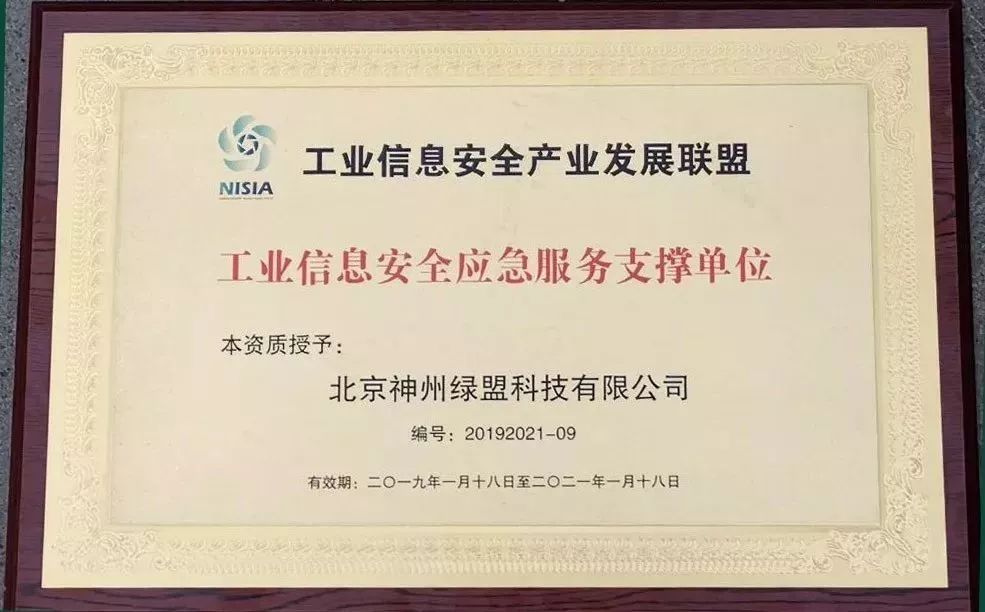 工业信息安全产业发展联盟
NISIA
工业信息安全应急服务支撑单位
本资质授予：
北京神州绿盟科技有限公司
编号：20192021-09
有效期：二〇一九年一月十八日至二〇二一年一月十八日